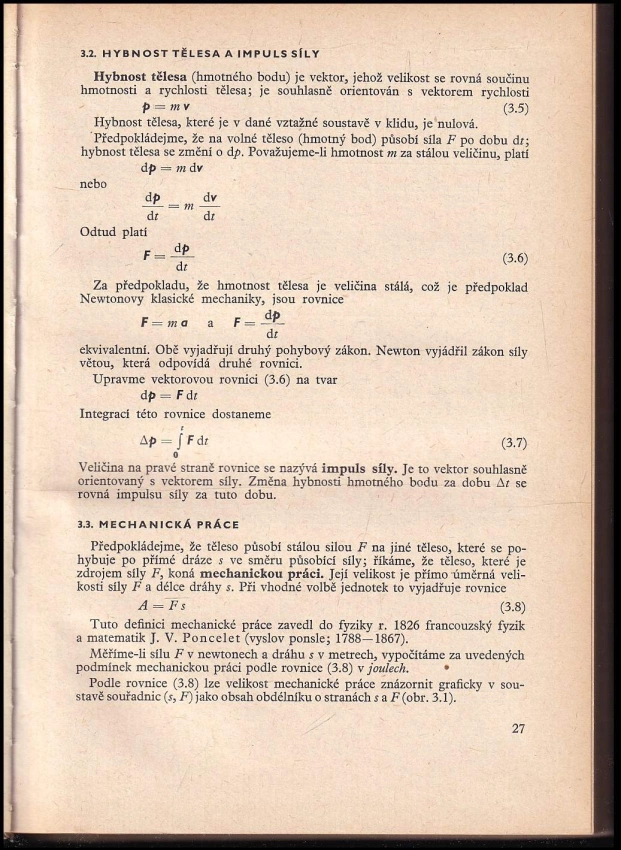 3.2. HYBNOST TĚLESA A IMPULS SÍLY
Hybnost tělesa (hmotného bodu) je vektor, jehož velikost se rovná součinu
hmotnosti a rychlosti tělesa; je souhlasně orientován s vektorem rychlosti
p = m v (3.5)
Hybnost tělesa, které je v dané vztažné soustavě v klidu, je nulová.
Předpokládejme, že na volné těleso (hmotný bod) působí síla F po dobu dt;
hybnost tělesa se změní o dp. Považujeme-li hmotnost m za stálou veličinu, platí
dp = m dv
nebo
dp/dt = m dv/dt
Odtud platí
F = dp/dt (3.6)
Za předpokladu, že hmotnost tělesa je veličina stálá, což je předpoklad
Newtonovy klasické mechaniky, jsou rovnice
F = m a a F = dp/dt
ekvivalentní. Obě vyjadřují druhý pohybový zákon. Newton vyjádřil zákon síly
větou, která odpovídá druhé rovnici.
Upravme vektorovou rovnici (3.6) na tvar
dp = F dt
Integrací této rovnice dostaneme
Δp = ∫₀ᵗ F dt (3.7)
Veličina na pravé straně rovnice se nazývá impuls síly. Je to vektor souhlasně
orientovaný s vektorem síly. Změna hybnosti hmotného bodu za dobu Δt se
rovná impulsu síly za tuto dobu.
3.3. MECHANICKÁ PRÁCE
Předpokládejme, že těleso působí stálou silou F na jiné těleso, které se po-
hybuje po přímé dráze s ve směru působící síly; říkáme, že těleso, které je
zdrojem síly F, koná mechanickou práci. Její velikost je přímo úměrná veli-
kosti síly F a délce dráhy s. Při vhodné volbě jednotek to vyjadřuje rovnice
A = F s (3.8)
Tuto definici mechanické práce zavedl do fyziky r. 1826 francouzský fyzik
a matematik J. V. Poncelet (vyslov ponsle; 1788—1867).
Měříme-li sílu F v newtonech a dráhu s v metrech, vypočítáme za uvedených
podmínek mechanickou práci podle rovnice (3.8) v joulech.
Podle rovnice (3.8) lze velikost mechanické práce znázornit graficky v sou-
stavě souřadnic (s, F) jako obsah obdélníku o stranách s a F (obr. 3.1).
27